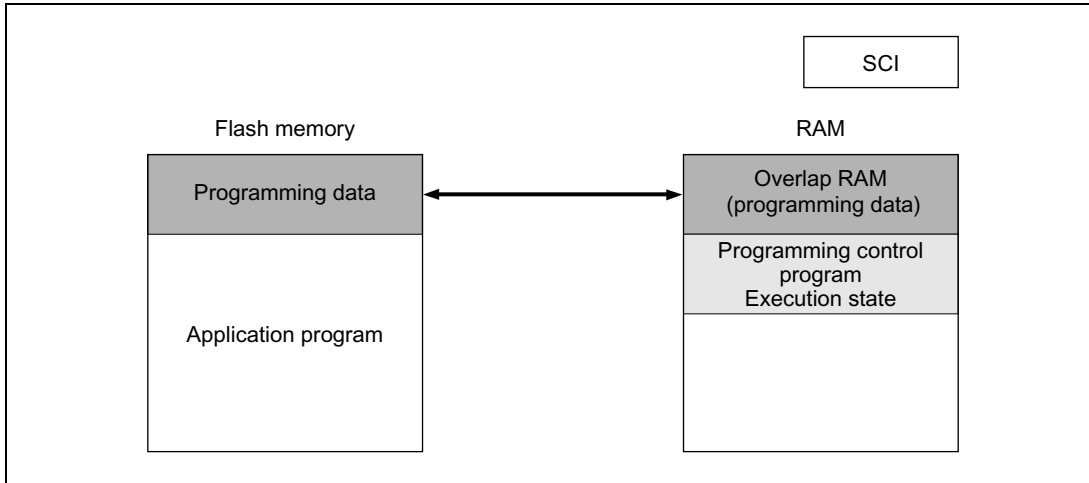 SCI
Flash memory
RAM
Programming data
Overlap RAM
(programming data)
Programming control
program
Execution state
Application program